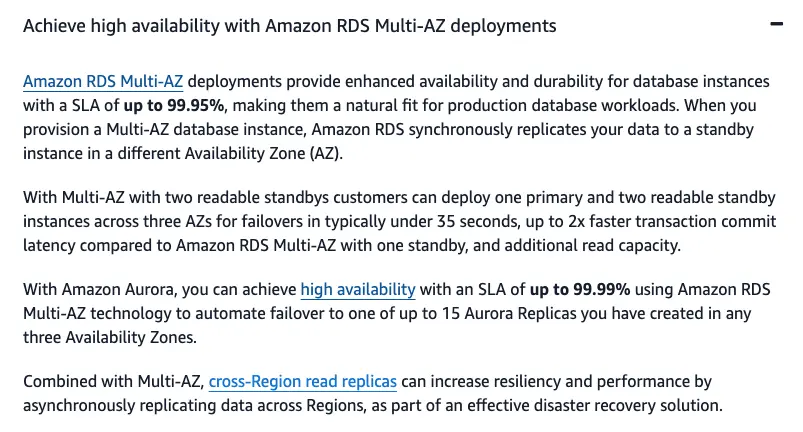 Achieve high availability with Amazon RDS Multi-AZ deployments
Amazon RDS Multi-AZ deployments provide enhanced availability and durability for database instances
with a SLA of up to 99.95%, making them a natural fit for production database workloads. When you
provision a Multi-AZ database instance, Amazon RDS synchronously replicates your data to a standby
instance in a different Availability Zone (AZ).
With Multi-AZ with two readable standbys customers can deploy one primary and two readable standby
instances across three AZs for failovers in typically under 35 seconds, up to 2x faster transaction commit
latency compared to Amazon RDS Multi-AZ with one standby, and additional read capacity.
With Amazon Aurora, you can achieve high availability with an SLA of up to 99.99% using Amazon RDS
Multi-AZ technology to automate failover to one of up to 15 Aurora Replicas you have created in any
three Availability Zones.
Combined with Multi-AZ, cross-Region read replicas can increase resiliency and performance by
asynchronously replicating data across Regions, as part of an effective disaster recovery solution.